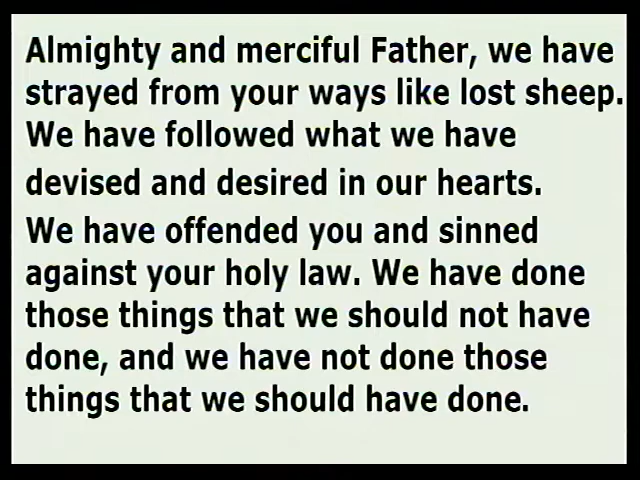 Almighty and merciful Father, we have
strayed from your ways like lost sheep.
We have followed what we have
devised and desired in our hearts.
We have offended you and sinned
against your holy law. We have done
those things that we should not have
done, and we have not done those
things that we should have done.